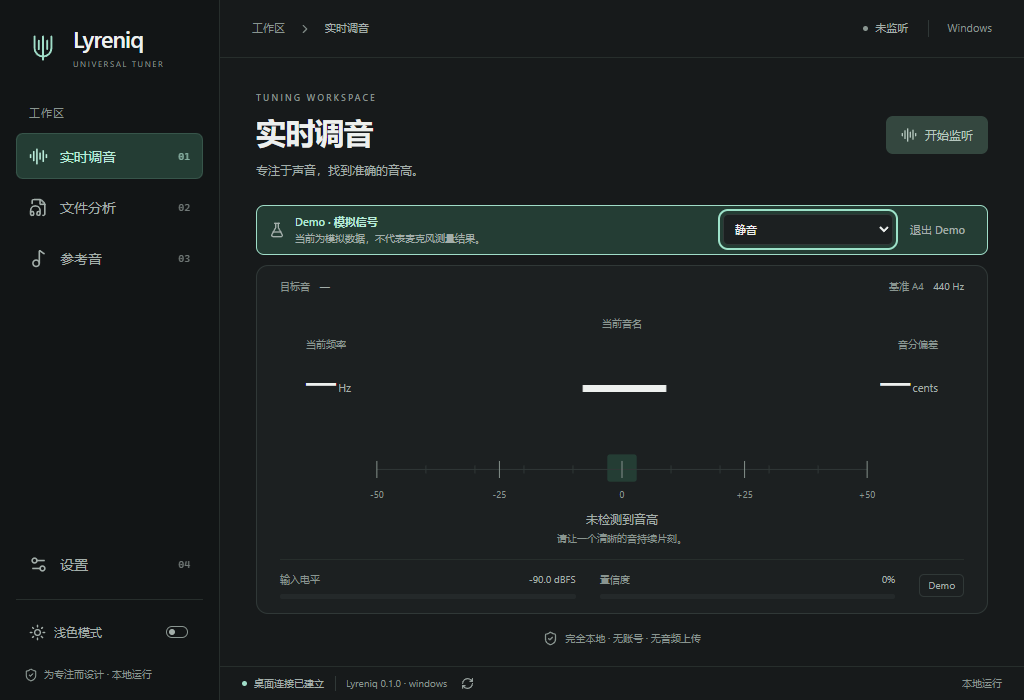 Lyreniq
UNIVERSAL TUNER
工作区
实时调音 01
文件分析 02
参考音 03
设置 04
浅色模式
为专注而设计 · 本地运行
工作区 > 实时调音
未监听
Windows
TUNING WORKSPACE
实时调音
专注于声音，找到准确的音高。
开始监听
Demo · 模拟信号
当前为模拟数据，不代表麦克风测量结果。
静音
退出 Demo
目标音 —
基准 A4 440 Hz
当前音名
当前频率
音分偏差
— Hz
—
— cents
-50 -25 0 +25 +50
未检测到音高
请让一个清晰的音持续片刻。
输入电平 -90.0 dBFS
置信度 0%
Demo
完全本地 · 无账号 · 无音频上传
桌面连接已建立
Lyreniq 0.1.0 · windows
本地运行